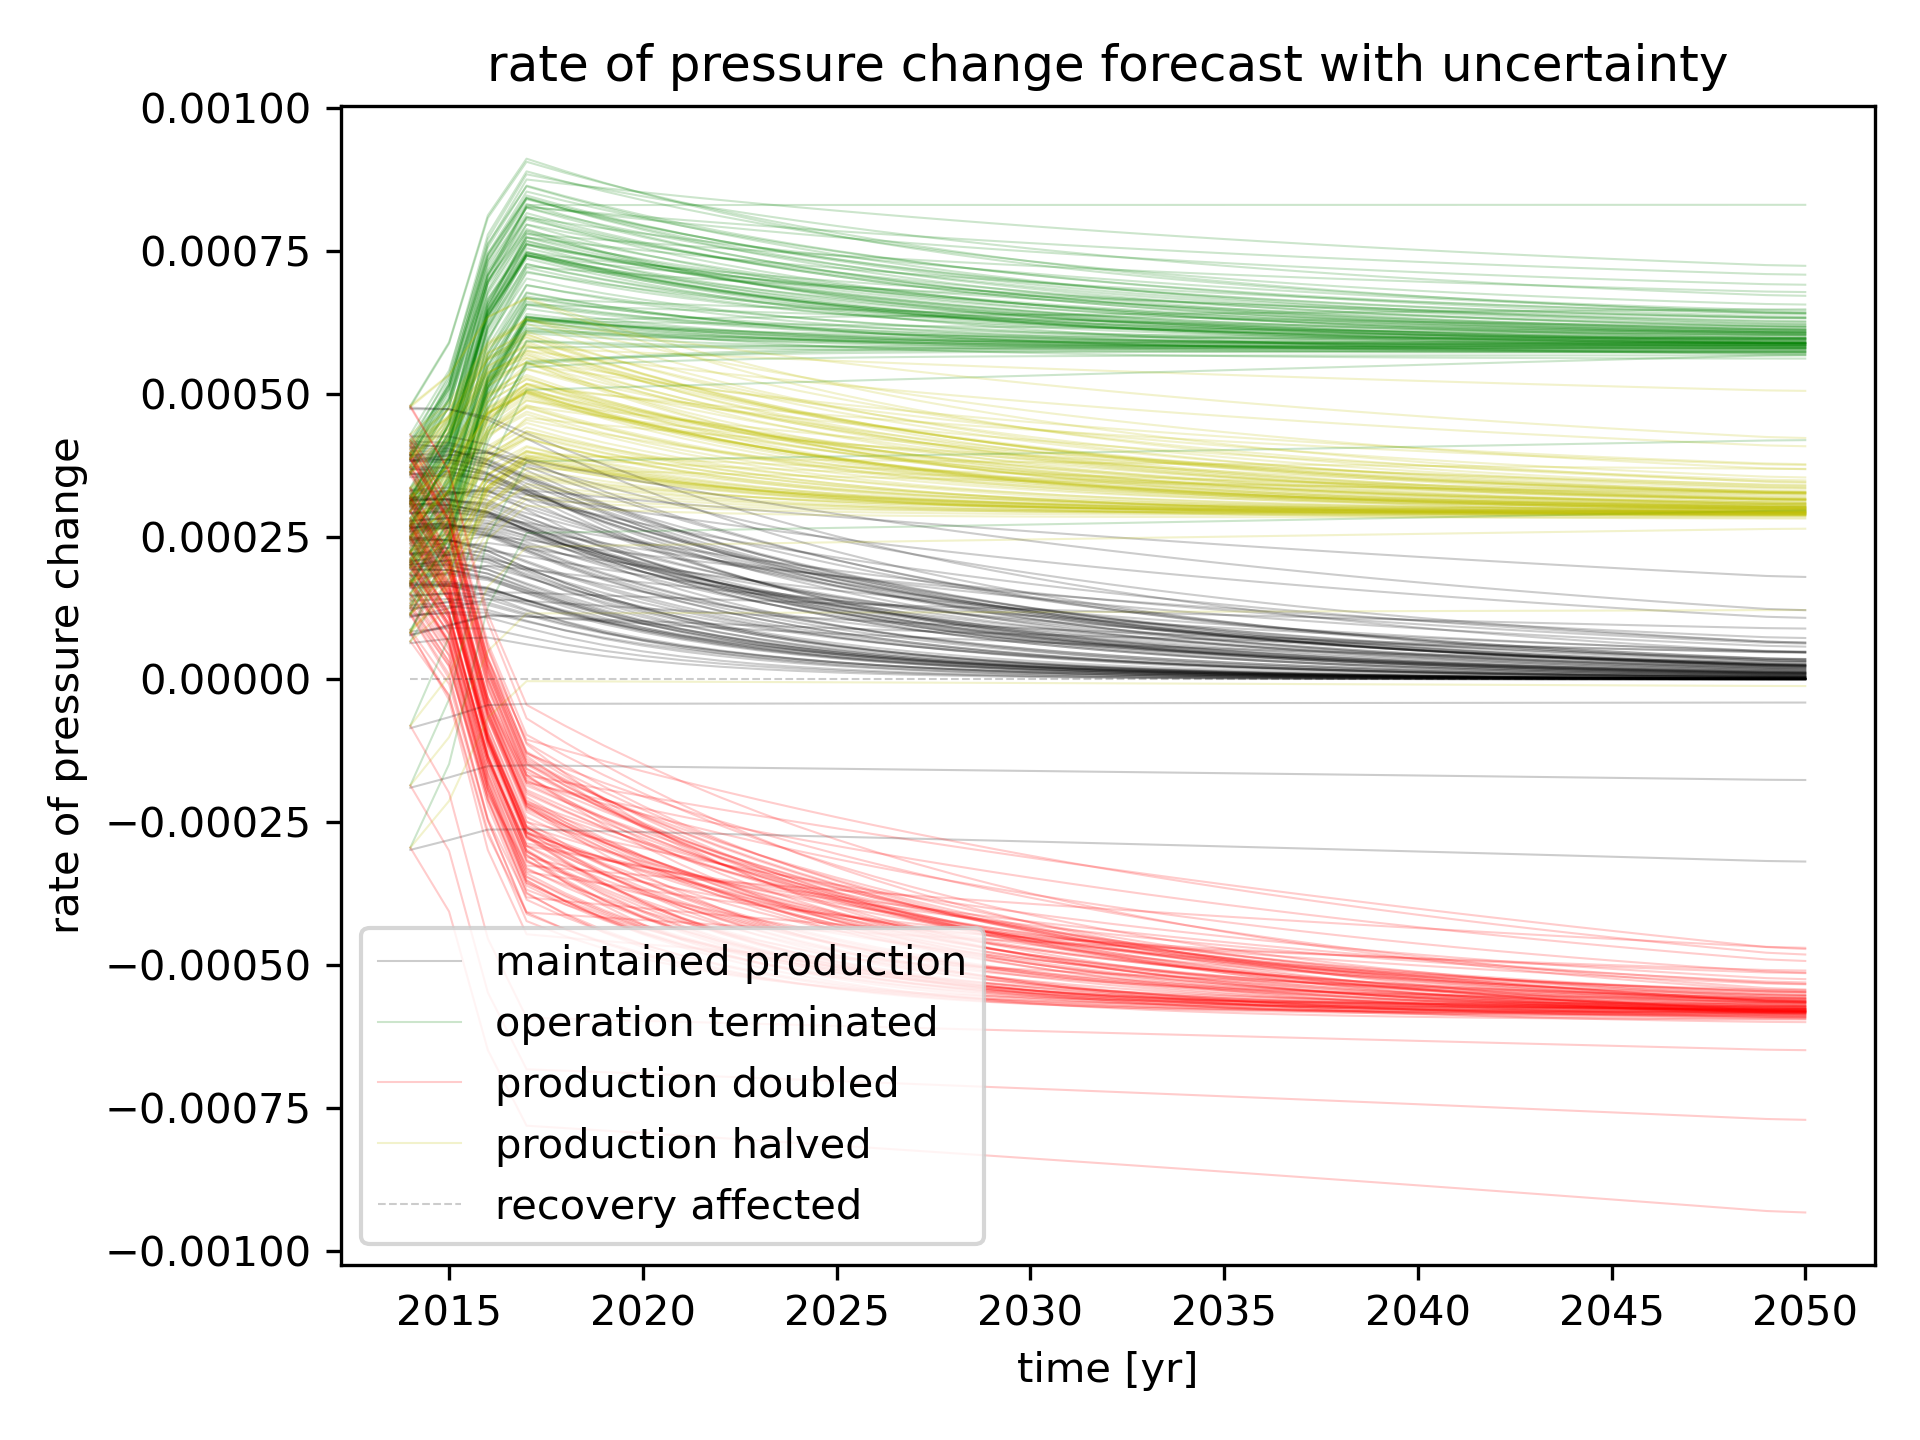 rate of pressure change forecast with uncertainty
0.00100
0.00075
0.00050
0.00025
0.00000
−0.00025
−0.00050
−0.00075
−0.00100
rate of pressure change
maintained production
operation terminated
production doubled
production halved
recovery affected
2015 2020 2025 2030 2035 2040 2045 2050
time [yr]